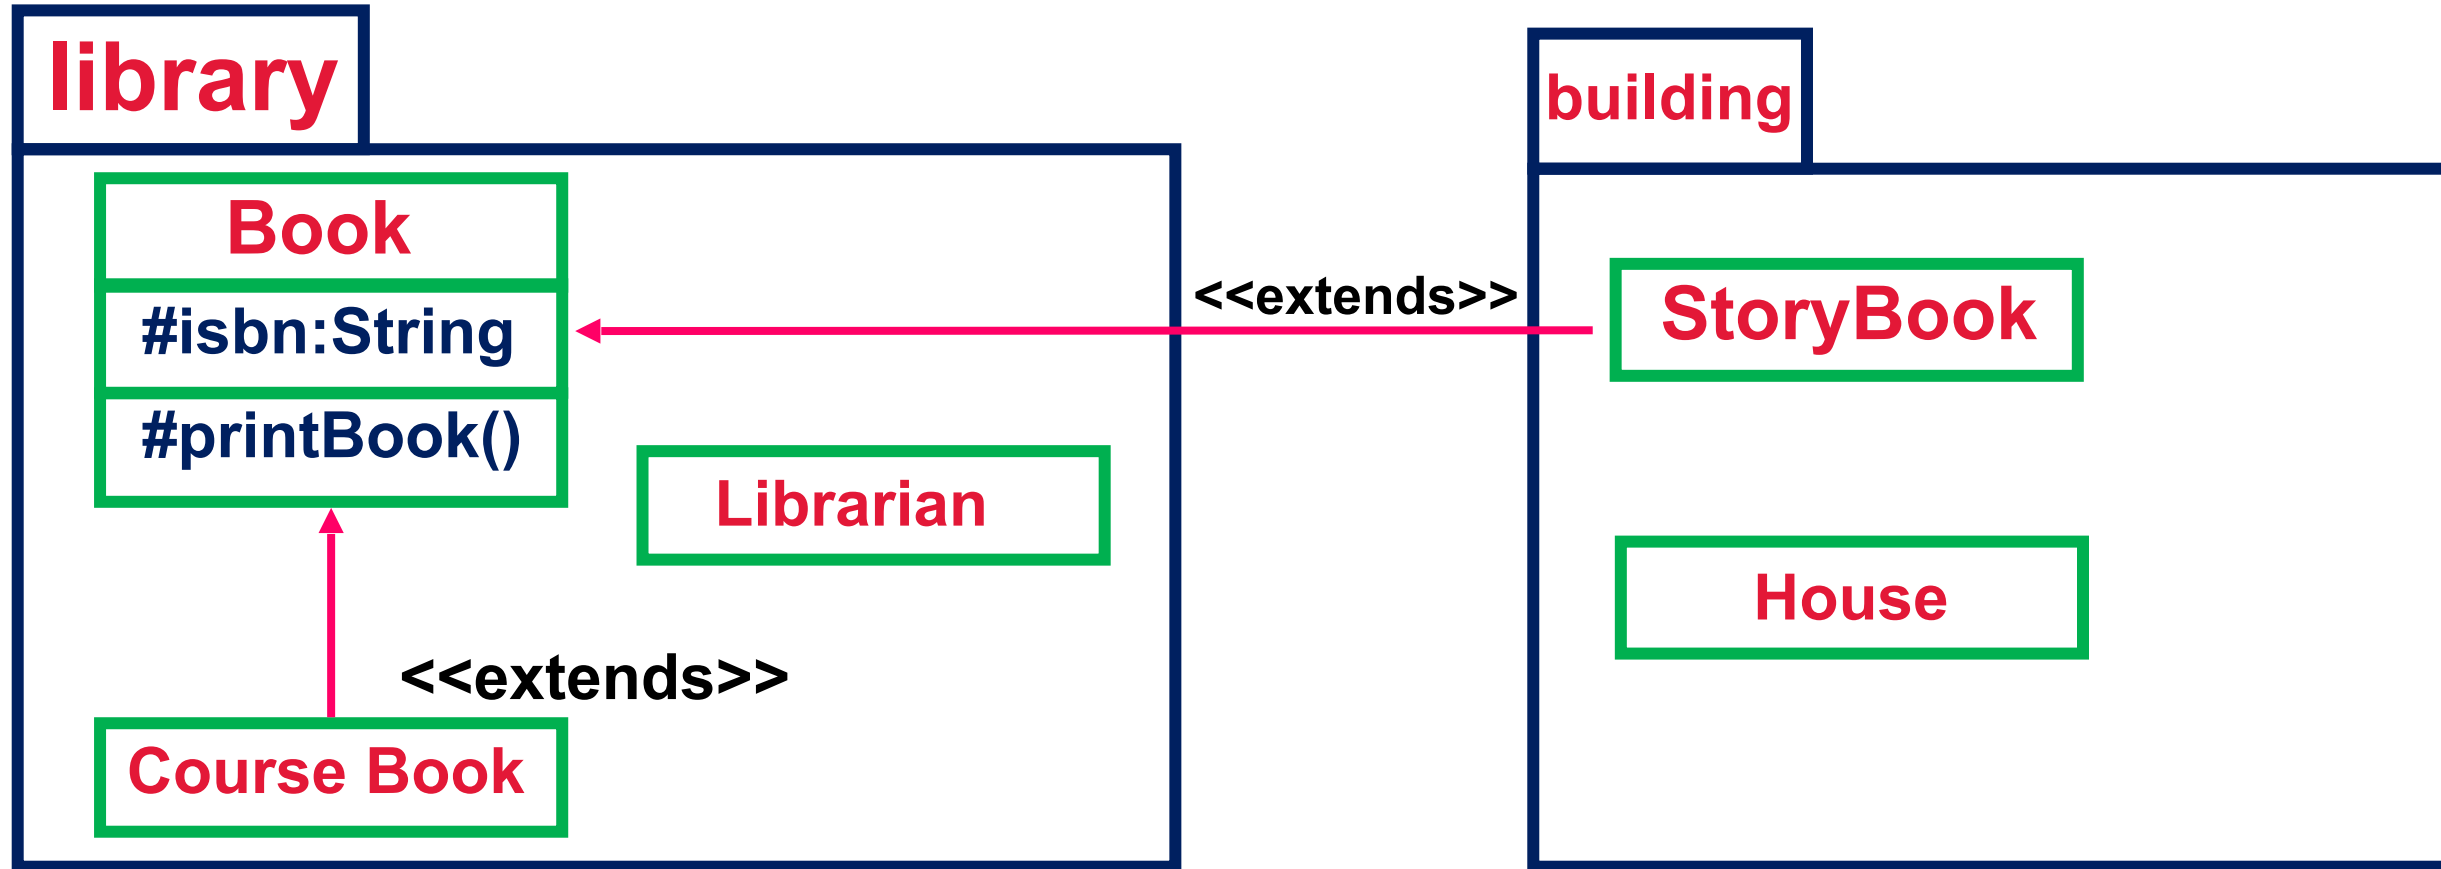 library
Book
#isbn:String
#printBook()
Librarian
<<extends>>
Course Book
<<extends>>
building
StoryBook
House